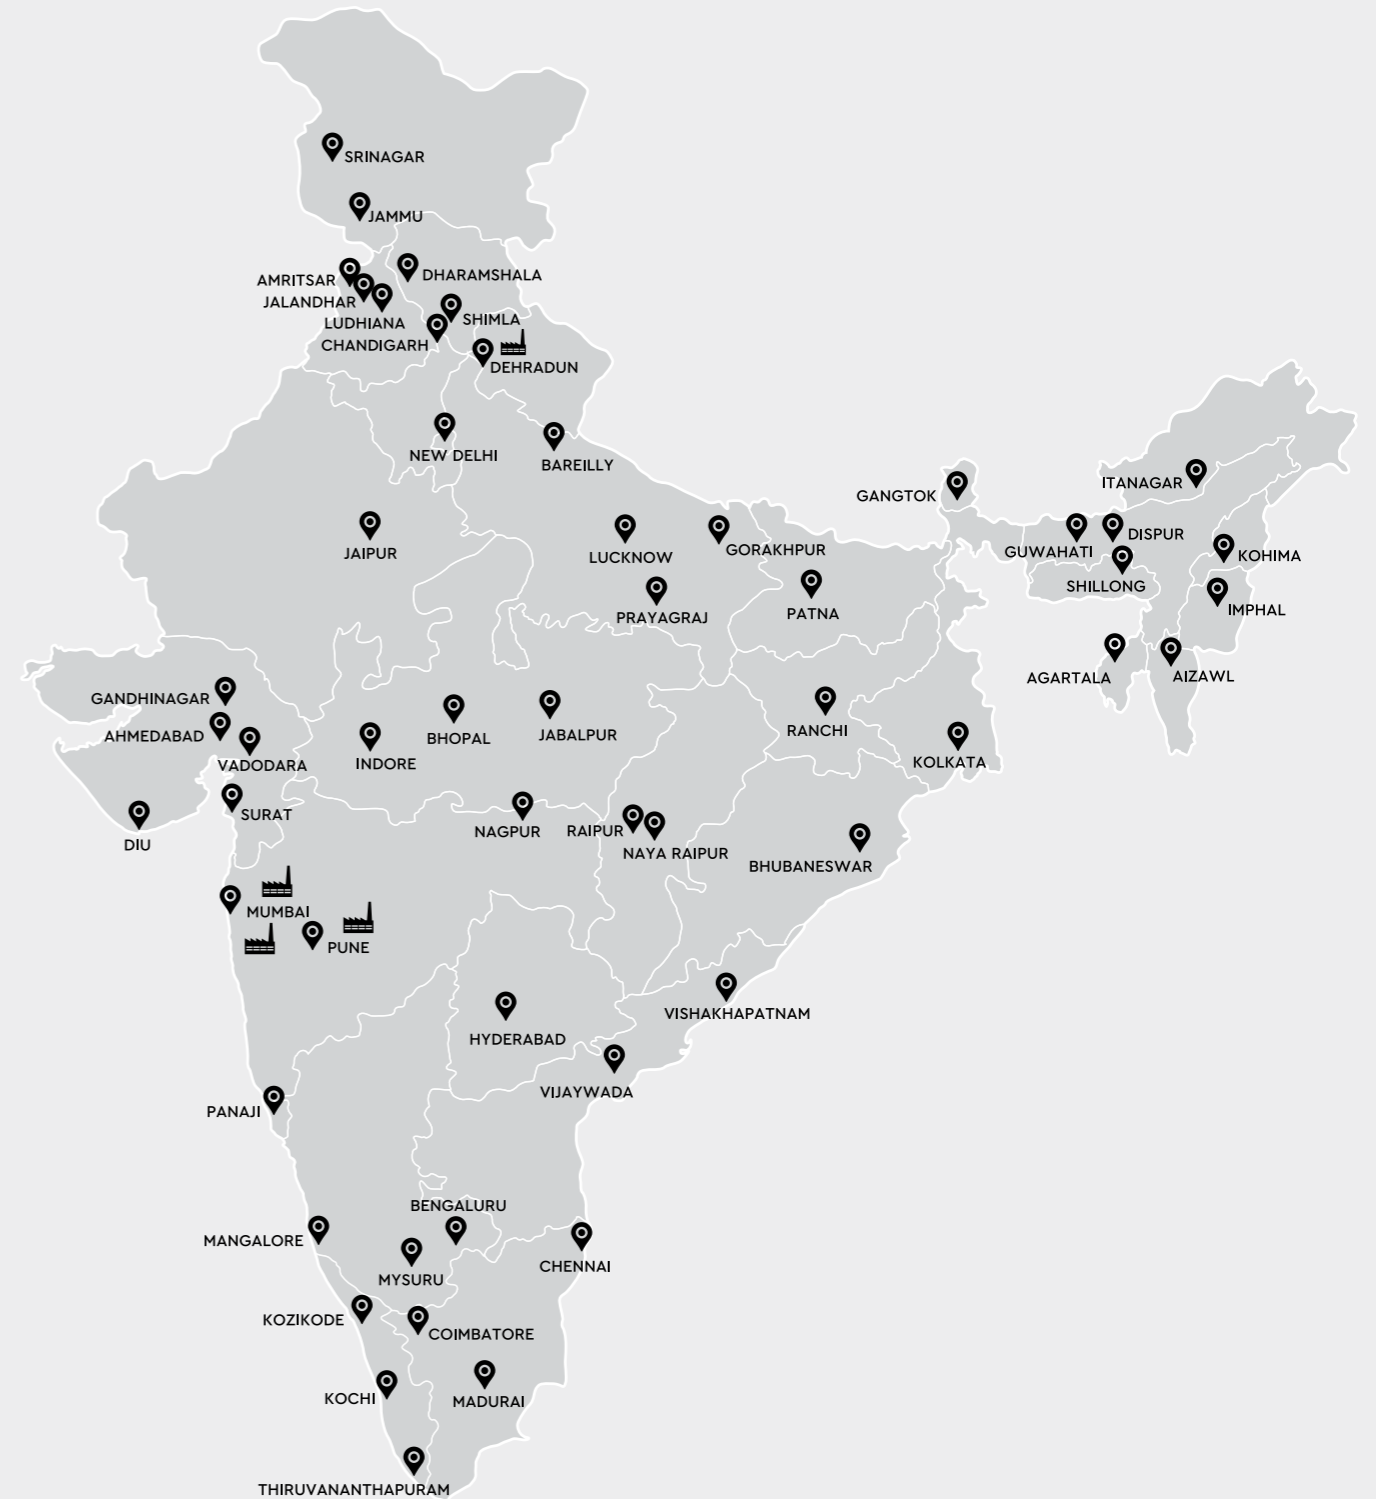 SRINAGAR
JAMMU
DHARAMSHALA
AMRITSAR
JALANDHAR
SHIMLA
LUDHIANA
CHANDIGARH
DEHRADUN
NEW DELHI
BAREILLY
ITANAGAR
GANGTOK
DISPUR
JAIPUR
LUCKNOW
GORAKHPUR
GUWAHATI
KOHIMA
SHILLONG
PRAYAGRAJ
PATNA
IMPHAL
AGARTALA
AIZAWL
GANDHINAGAR
AHMEDABAD
BHOPAL
JABALPUR
RANCHI
VADODARA
INDORE
KOLKATA
SURAT
NAGPUR
RAIPUR
DIU
NAYA RAIPUR
BHUBANESWAR
MUMBAI
PUNE
VISHAKHAPATNAM
HYDERABAD
VIJAYWADA
PANAJI
BENGALURU
MANGALORE
CHENNAI
MYSURU
KOZIKODE
COIMBATORE
KOCHI
MADURAI
THIRUVANANTHAPURAM